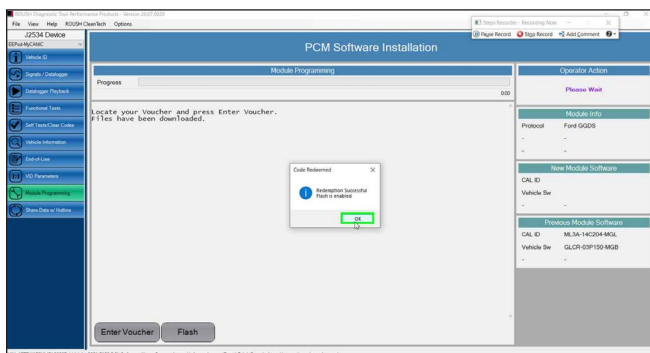 ROUSH Diagnostic Tool Performance Products - Version 20.07.0020
File View Help ROUSH CleanTech Options
Steps Recorder - Recording Now
Pause Record Stop Record Add Comment
J2534 Device
EEPod-MyCANIC
Vehicle ID
Signals / Datalogger
Datalogger Playback
Functional Tests
Self Tests/Clear Codes
Vehicle Information
End-of-Line
VID Parameters
Module Programming
Share Data w/ Hotline
PCM Software Installation
Module Programming
Progress
0:00
Locate your Voucher and press Enter Voucher.
Files have been downloaded.
Code Redeemed
Redemption Successful
Flash is enabled
OK
Enter Voucher Flash
Operator Action
Please Wait
Module Info
Protocol Ford GGDS
-
- -
New Module Software
CAL ID
Vehicle Sw
- -
Previous Module Software
CAL ID ML3A-14C204-MGL
Vehicle Sw GLCR-03P150-MGB
- -